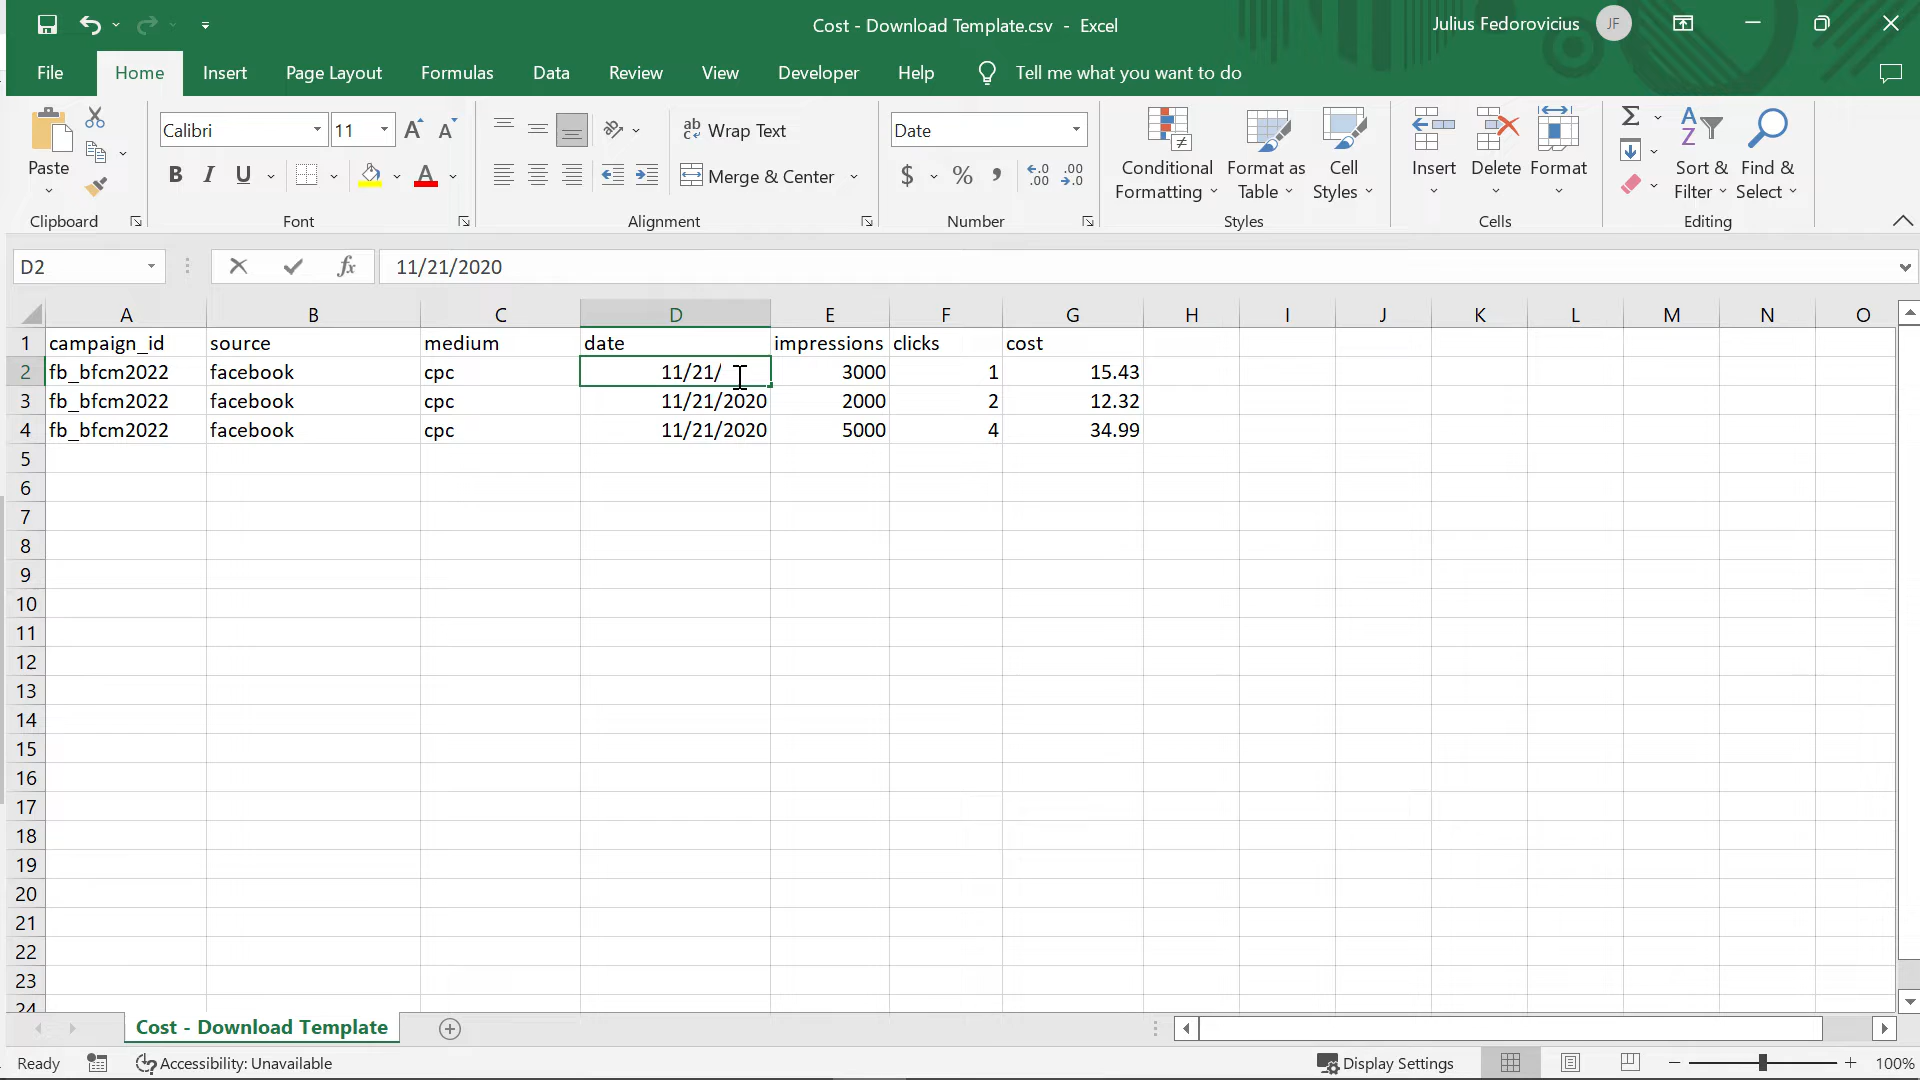 Cost - Download Template.csv - Excel
Julius Fedorovicius JF
File Home Insert Page Layout Formulas Data Review View Developer Help Tell me what you want to do
Paste
Clipboard
Calibri 11
B I U A
Font
ab Wrap Text
Merge & Center
Alignment
Date
$ % , .00 .00
Number
Conditional Formatting
Format as Table
Cell Styles
Styles
Insert Delete Format
Cells
Sort & Filter
Find & Select
Editing
D2 fx 11/21/2020
A B C D E F G H I J K L M N O
1 campaign_id source medium date impressions clicks cost
2 fb_bfcm2022 facebook cpc 11/21/ 3000 1 15.43
3 fb_bfcm2022 facebook cpc 11/21/2020 2000 2 12.32
4 fb_bfcm2022 facebook cpc 11/21/2020 5000 4 34.99
5
6
7
8
9
10
11
12
13
14
15
16
17
18
19
20
21
22
23
24
Cost - Download Template
Ready Accessibility: Unavailable Display Settings 100%